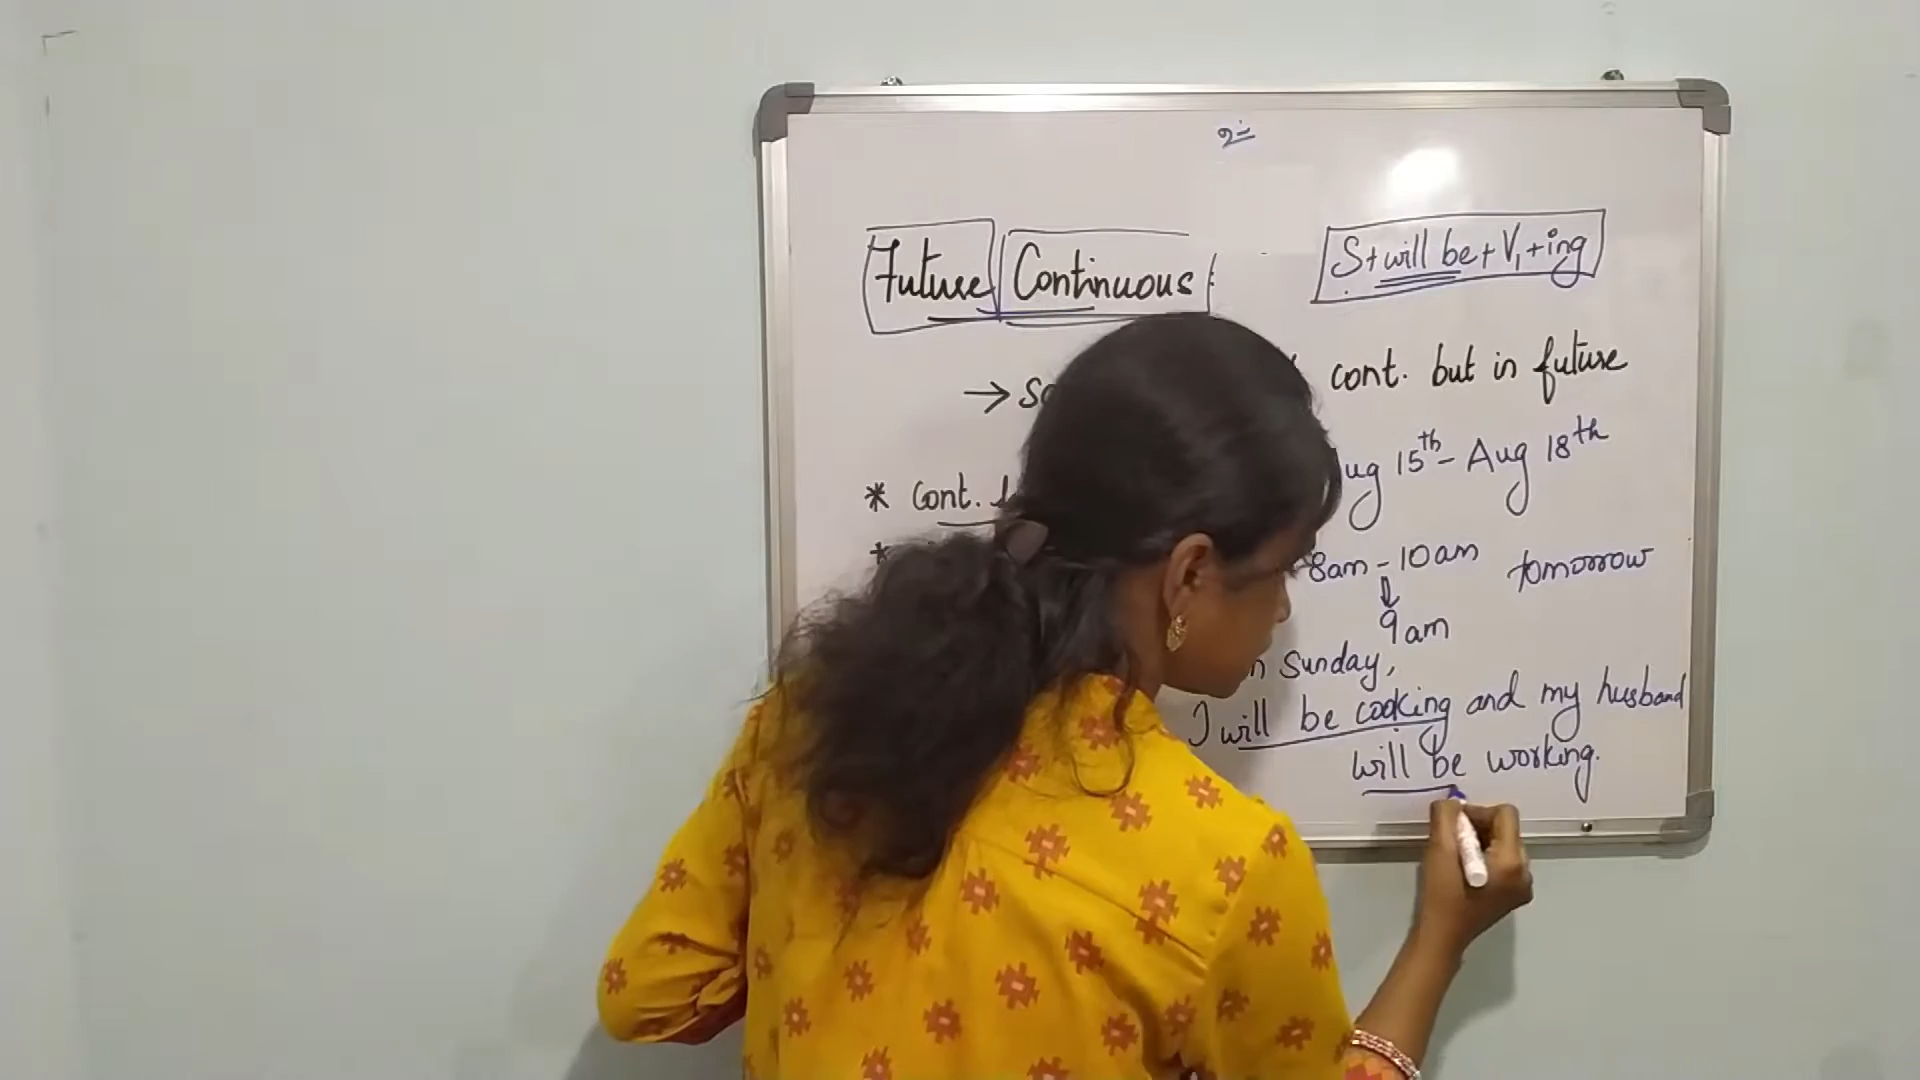 Future Continuous :
S + will be + V1 + ing
→ cont. but in future
* Cont.
15th - Aug 18th
*
8am - 10am tomorrow
↓
9am
Sunday,
I will be cooking and my husband
will be working.